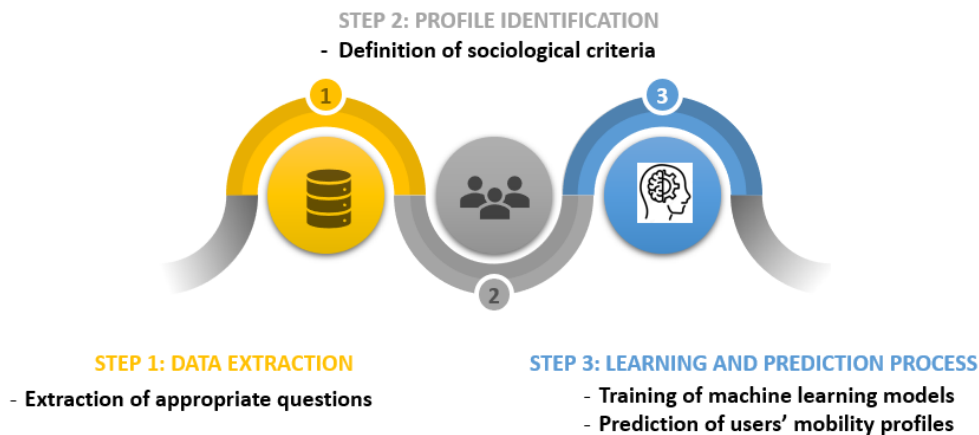 STEP 2: PROFILE IDENTIFICATION
- Definition of sociological criteria
1
3
2
STEP 1: DATA EXTRACTION
- Extraction of appropriate questions
STEP 3: LEARNING AND PREDICTION PROCESS
- Training of machine learning models
- Prediction of users' mobility profiles